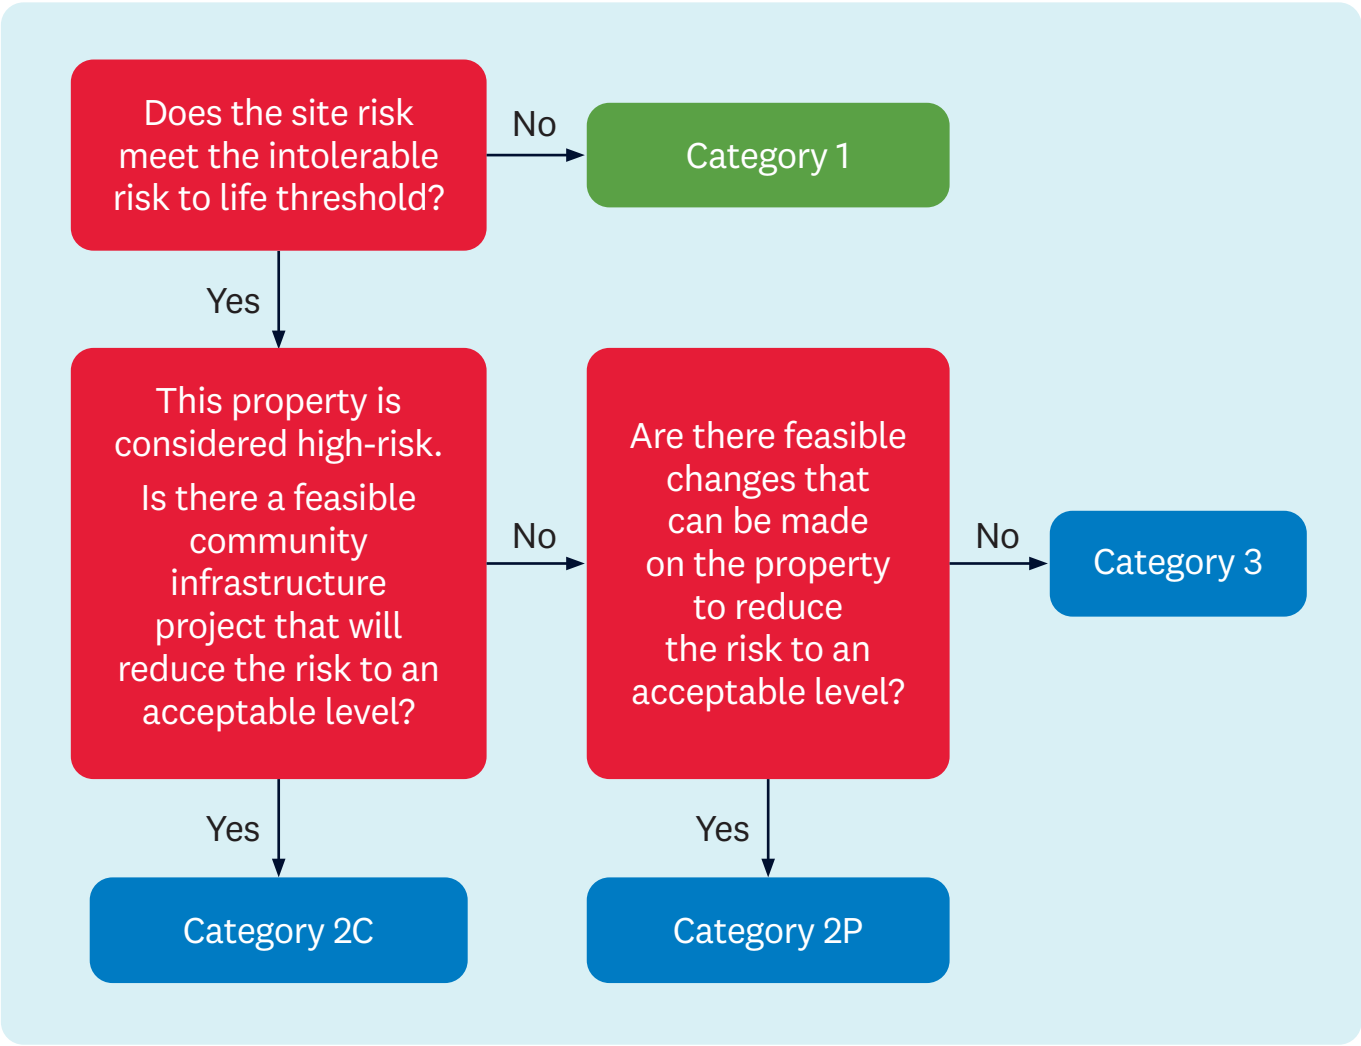 Does the site risk
meet the intolerable
risk to life threshold?
No
Category 1
Yes
This property is
considered high-risk.
Is there a feasible
community
infrastructure
project that will
reduce the risk to an
acceptable level?
No
Are there feasible
changes that
can be made
on the property
to reduce
the risk to an
acceptable level?
No
Category 3
Yes
Category 2C
Yes
Category 2P